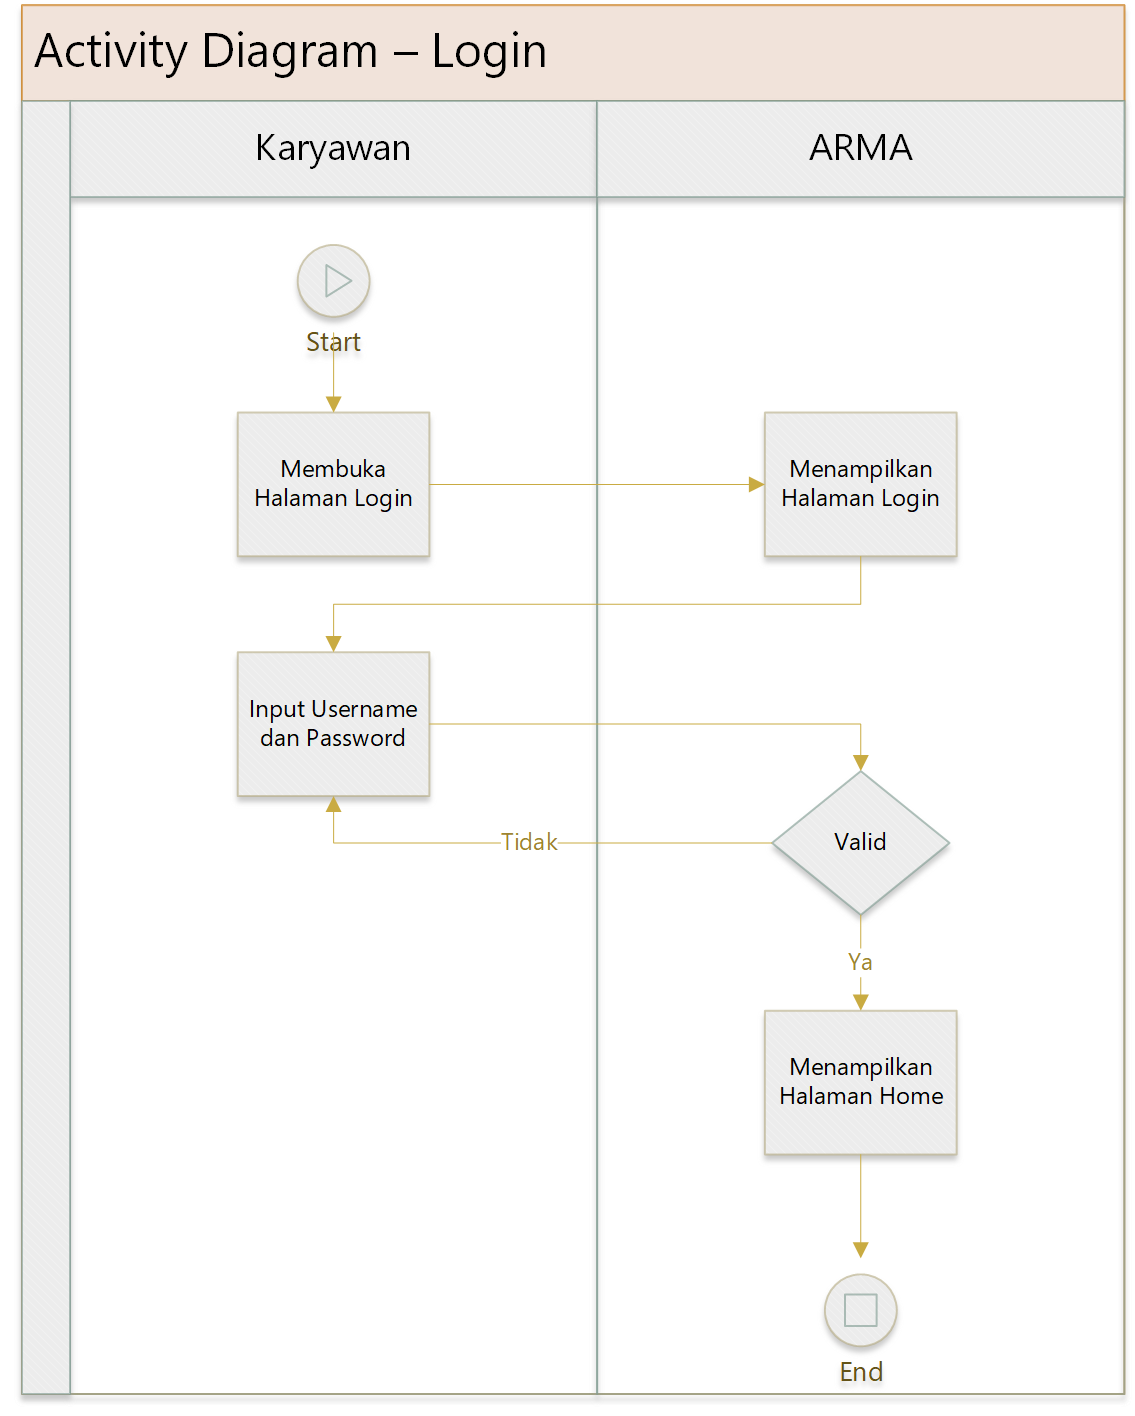 Activity Diagram – Login
Karyawan
ARMA
Start
Membuka
Halaman Login
Menampilkan
Halaman Login
Input Username
dan Password
Tidak
Valid
Ya
Menampilkan
Halaman Home
End